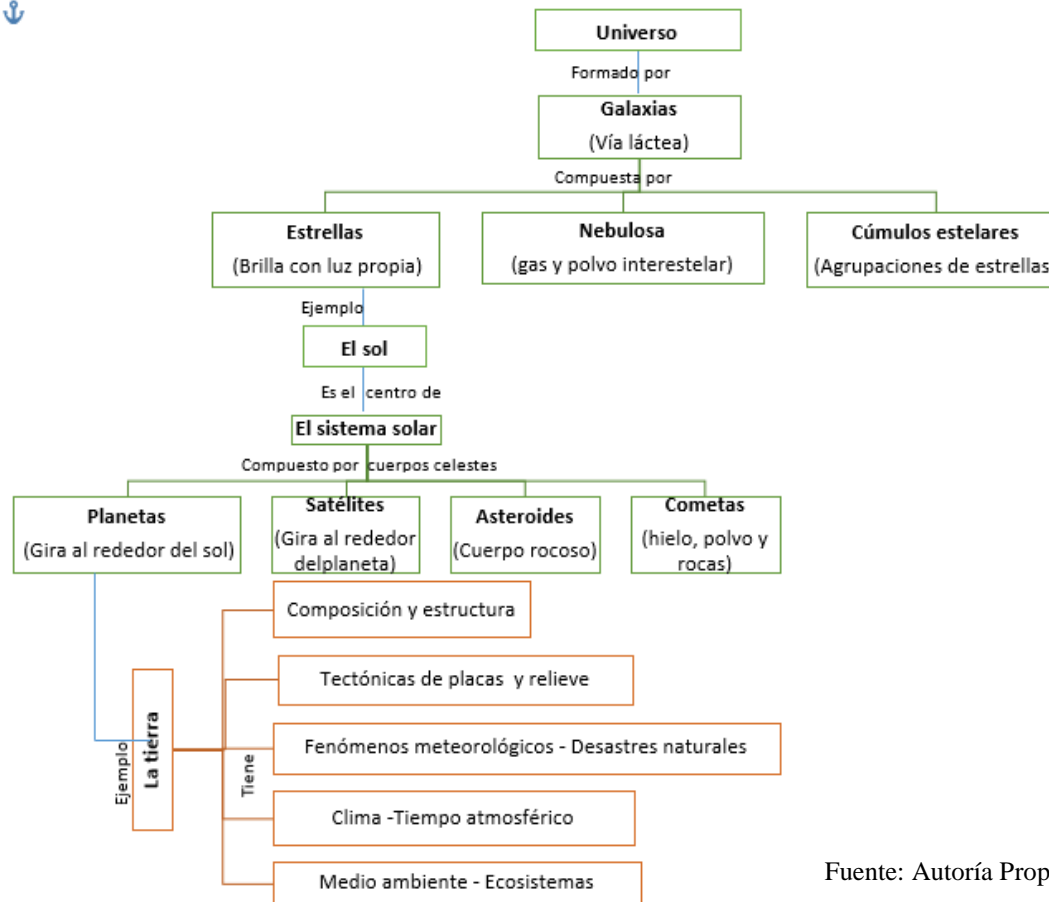 Universo
Formado por
Galaxias
(Vía láctea)
Compuesta por
Estrellas
(Brilla con luz propia)
Nebulosa
(gas y polvo interestelar)
Cúmulos estelares
(Agrupaciones de estrellas
Ejemplo
El sol
Es el centro de
El sistema solar
Compuesto por cuerpos celestes
Planetas
(Gira al rededor del sol)
Satélites
(Gira al rededor
delplaneta)
Asteroides
(Cuerpo rocoso)
Cometas
(hielo, polvo y
rocas)
Ejemplo
La tierra
Tiene
Composición y estructura
Tectónicas de placas y relieve
Fenómenos meteorológicos - Desastres naturales
Clima -Tiempo atmosférico
Medio ambiente - Ecosistemas
Fuente: Autoría Prop